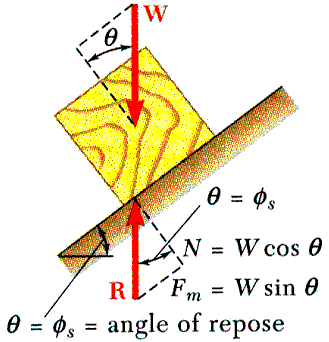 W
θ
θ = ϕₛ
N = W cos θ
R
Fₘ = W sin θ
θ = ϕₛ = angle of repose